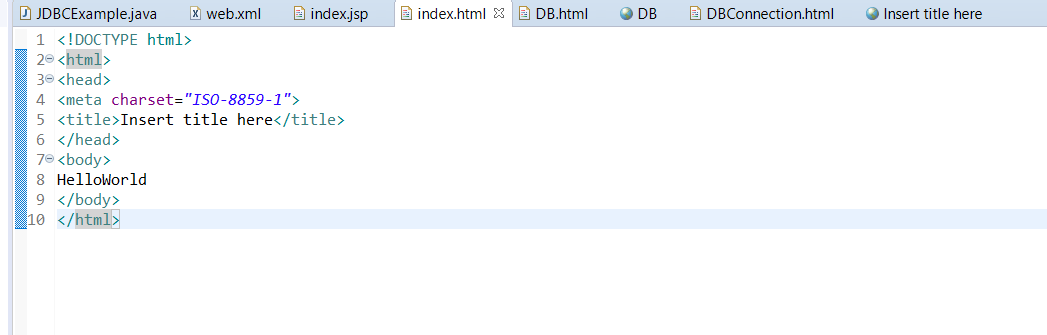 JDBCExample.java web.xml index.jsp index.html DB.html DB DBConnection.html Insert title here
1 <!DOCTYPE html>
2 <html>
3 <head>
4 <meta charset="ISO-8859-1">
5 <title>Insert title here</title>
6 </head>
7 <body>
8 HelloWorld
9 </body>
10 </html>